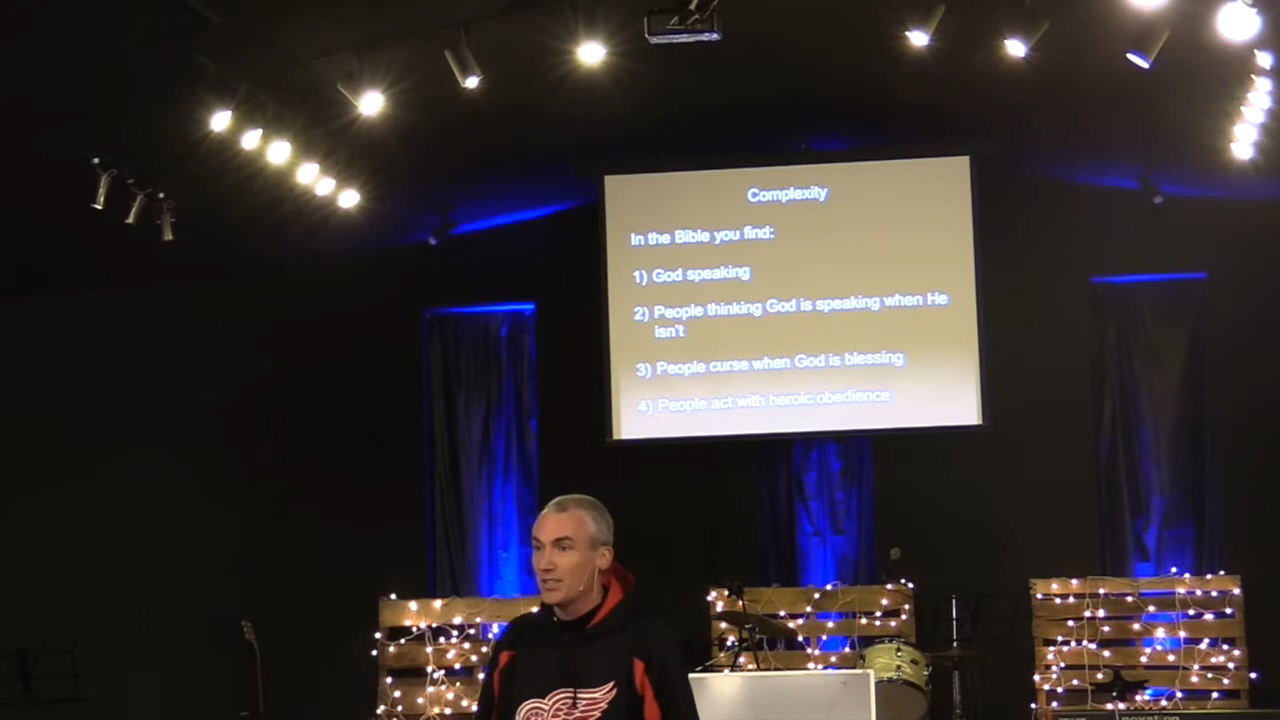 Complexity
In the Bible you find:
1) God speaking
2) People thinking God is speaking when He
isn't
3) People curse when God is blessing
4) People act with heroic obedience